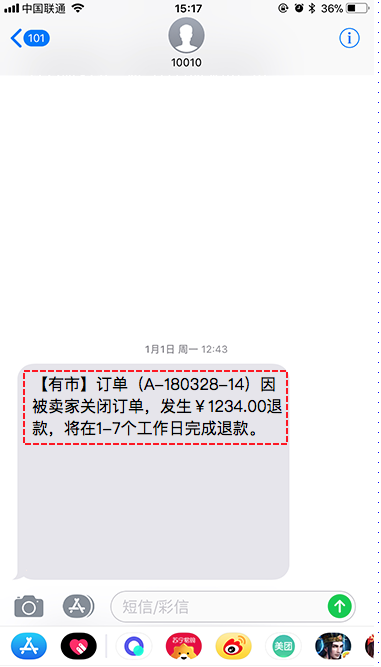 中国联通
15:17
36%
101
10010
1月1日 周一 12:43
【有市】订单（A-180328-14）因
被卖家关闭订单，发生￥1234.00退
款，将在1-7个工作日完成退款。
短信/彩信
苏宁易购
美团